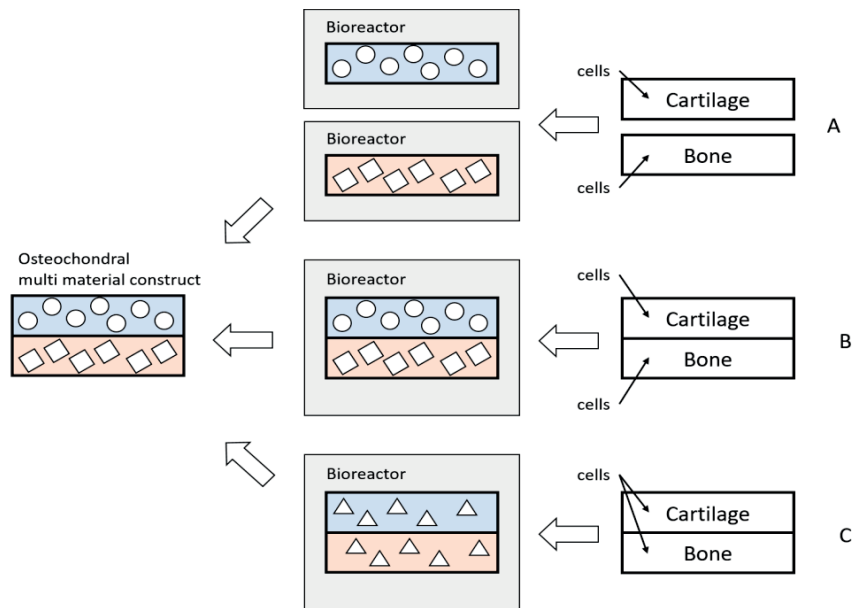 Bioreactor
cells
Cartilage
A
Bioreactor
Bone
cells
Osteochondral
multi material construct
Bioreactor
cells
Cartilage
B
Bone
cells
Bioreactor
cells
Cartilage
C
Bone